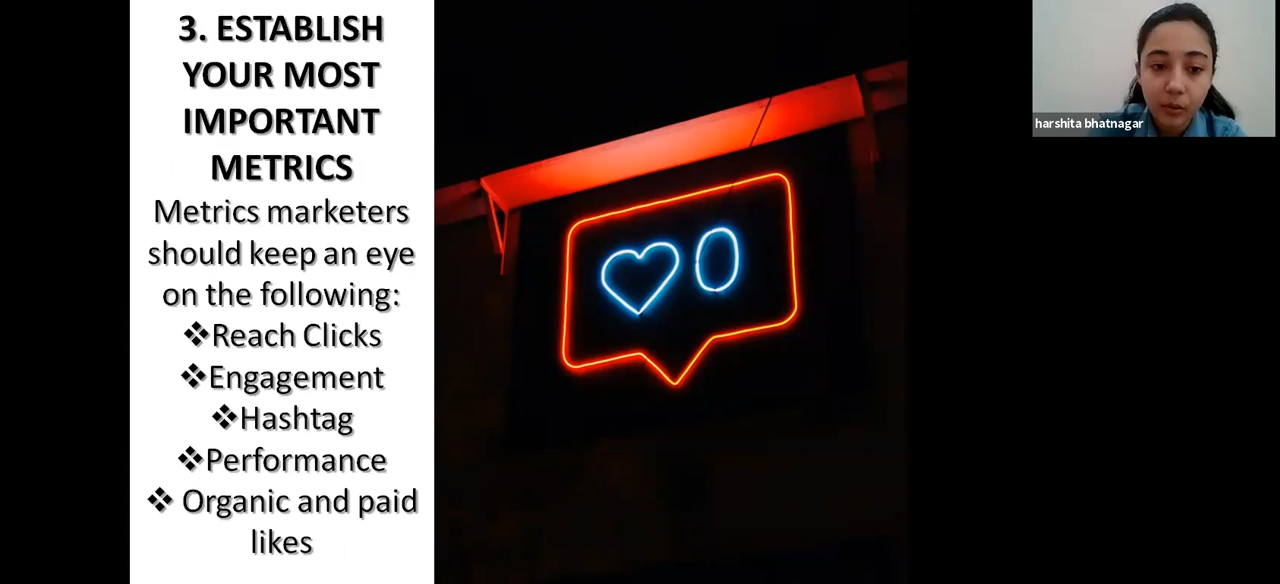 3. ESTABLISH
YOUR MOST
IMPORTANT
METRICS
Metrics marketers
should keep an eye
on the following:
❖Reach Clicks
❖Engagement
❖Hashtag
❖Performance
❖ Organic and paid
likes
0
harshita bhatnagar